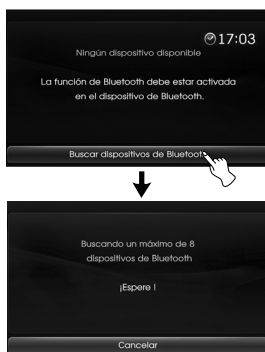 17:03
Ningún dispositivo disponible
La función de Bluetooth debe estar activada
en el dispositivo de Bluetooth.
Buscar dispositivos de Bluetooth
Buscando un máximo de 8
dispositivos de Bluetooth
¡Espere !
Cancelar